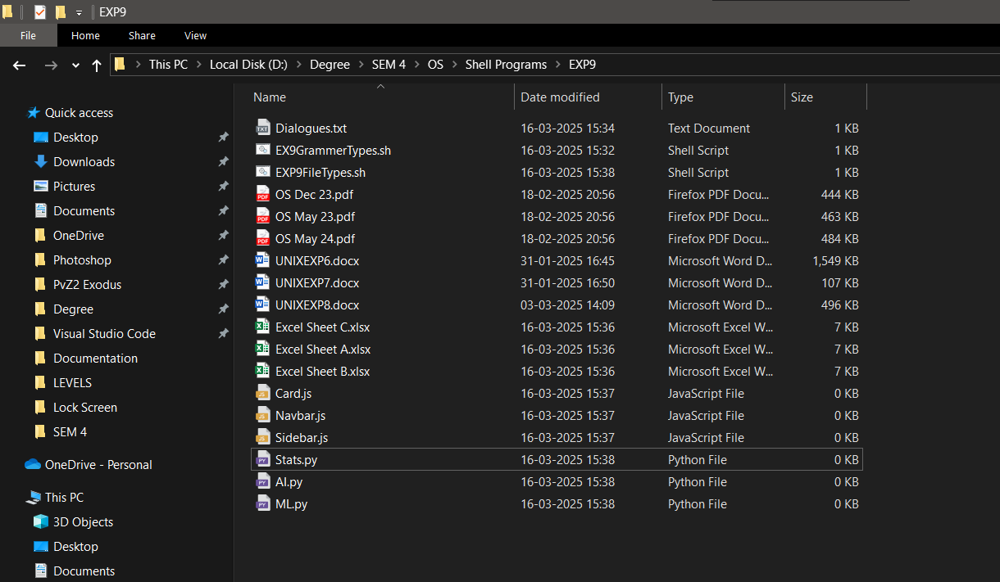 EXP9
File Home Share View
This PC Local Disk (D:) Degree SEM 4 OS Shell Programs EXP9
Name Date modified Type Size
Quick access
Desktop
Downloads
Pictures
Documents
OneDrive
Photoshop
PvZ2 Exodus
Degree
Visual Studio Code
Documentation
LEVELS
Lock Screen
SEM 4
OneDrive - Personal
This PC
3D Objects
Desktop
Documents
Dialogues.txt 16-03-2025 15:34 Text Document 1 KB
EX9GrammerTypes.sh 16-03-2025 15:32 Shell Script 1 KB
EXP9FileTypes.sh 16-03-2025 15:38 Shell Script 1 KB
OS Dec 23.pdf 18-02-2025 20:56 Firefox PDF Docu... 444 KB
OS May 23.pdf 18-02-2025 20:56 Firefox PDF Docu... 463 KB
OS May 24.pdf 18-02-2025 20:56 Firefox PDF Docu... 484 KB
UNIXEXP6.docx 31-01-2025 16:45 Microsoft Word D... 1,549 KB
UNIXEXP7.docx 31-01-2025 16:50 Microsoft Word D... 107 KB
UNIXEXP8.docx 03-03-2025 14:09 Microsoft Word D... 496 KB
Excel Sheet C.xlsx 16-03-2025 15:36 Microsoft Excel W... 7 KB
Excel Sheet A.xlsx 16-03-2025 15:36 Microsoft Excel W... 7 KB
Excel Sheet B.xlsx 16-03-2025 15:36 Microsoft Excel W... 7 KB
Card.js 16-03-2025 15:37 JavaScript File 0 KB
Navbar.js 16-03-2025 15:37 JavaScript File 0 KB
Sidebar.js 16-03-2025 15:37 JavaScript File 0 KB
Stats.py 16-03-2025 15:38 Python File 0 KB
AI.py 16-03-2025 15:38 Python File 0 KB
ML.py 16-03-2025 15:38 Python File 0 KB